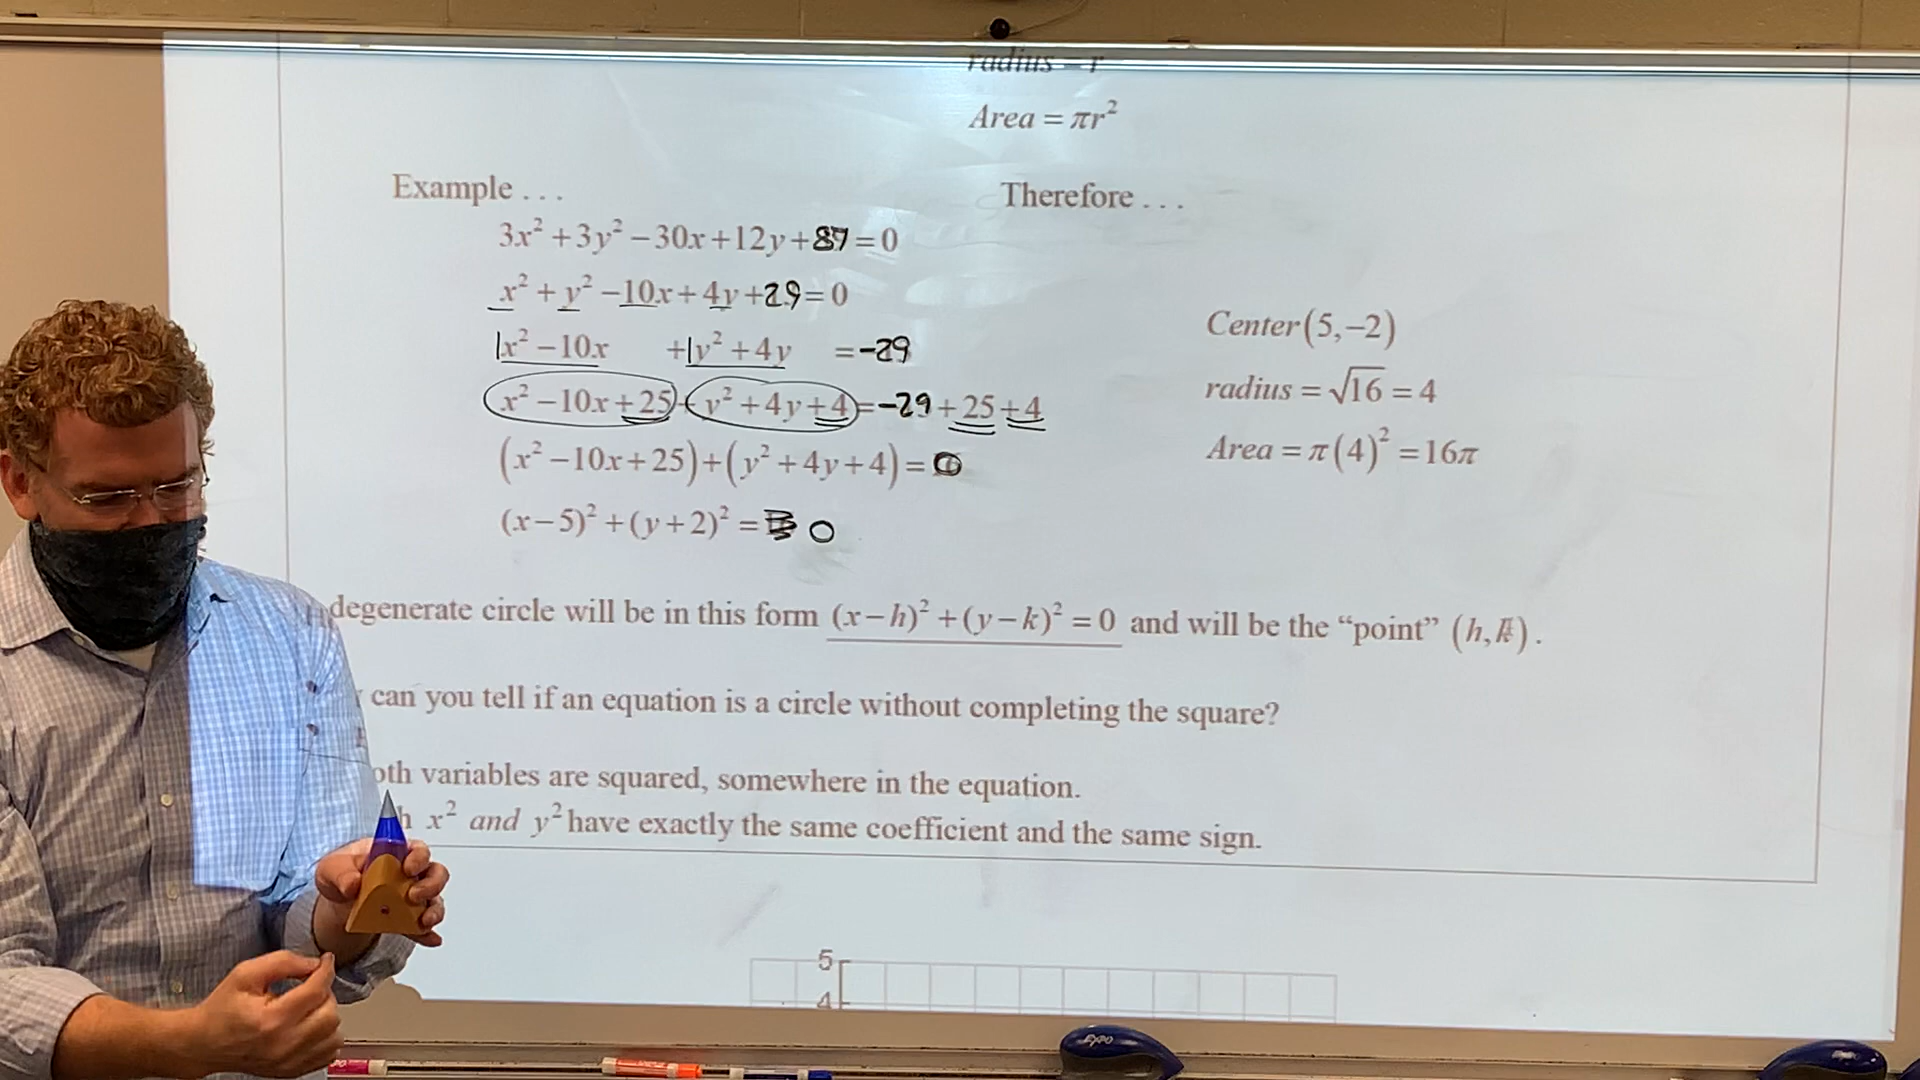 radius = r
Area = πr²
Example . . .
Therefore . . .
3x² + 3y² − 30x + 12y + 87 = 0
x² + y² − 10x + 4y + 29 = 0
1x² − 10x + 1y² + 4y = −29
x² − 10x + 25 + y² + 4y + 4 = −29 + 25 + 4
(x² − 10x + 25) + (y² + 4y + 4) = 0
(x − 5)² + (y + 2)² = 0
Center(5, −2)
radius = √16 = 4
Area = π(4)² = 16π
degenerate circle will be in this form (x − h)² + (y − k)² = 0 and will be the “point” (h, k).
can you tell if an equation is a circle without completing the square?
oth variables are squared, somewhere in the equation.
h x² and y² have exactly the same coefficient and the same sign.
5
4
EXPO